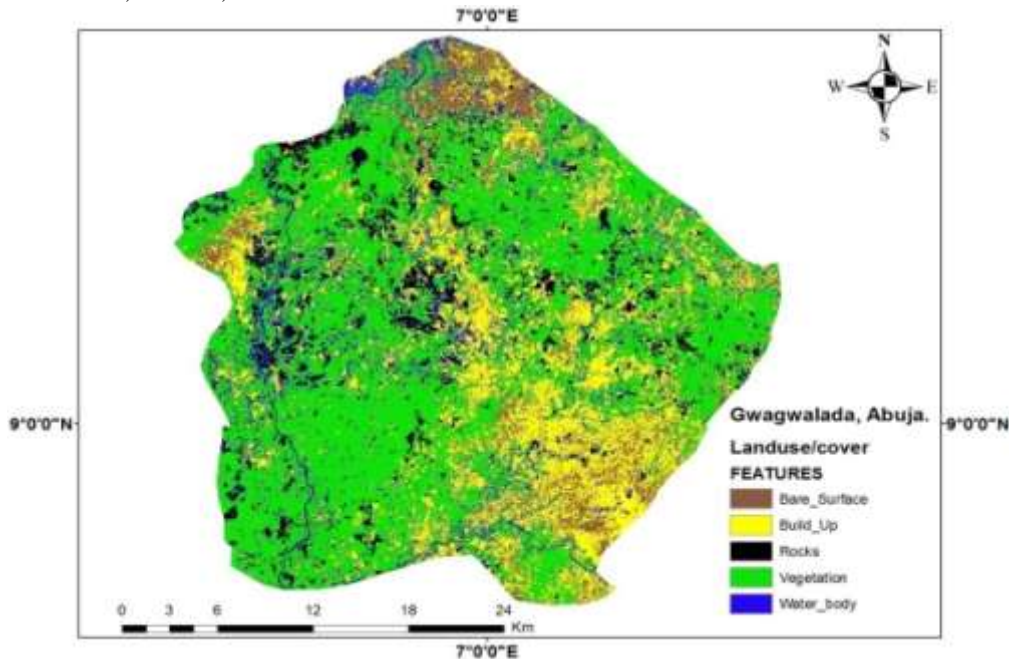 7°0'0"E
N
W E
S
9°0'0"N
9°0'0"N
Gwagwalada, Abuja.
Landuse/cover
FEATURES
Bare_Surface
Build_Up
Rocks
Vegetation
Water_body
0 3 6 12 18 24
Km
7°0'0"E